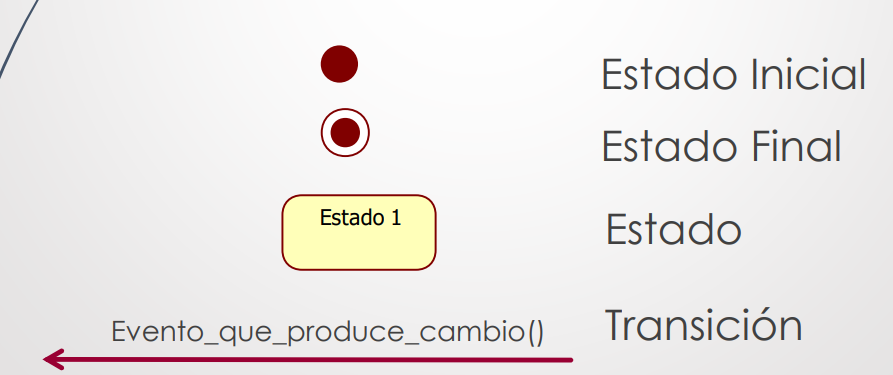 Estado Inicial
Estado Final
Estado 1
Estado
Evento_que_produce_cambio()
Transición